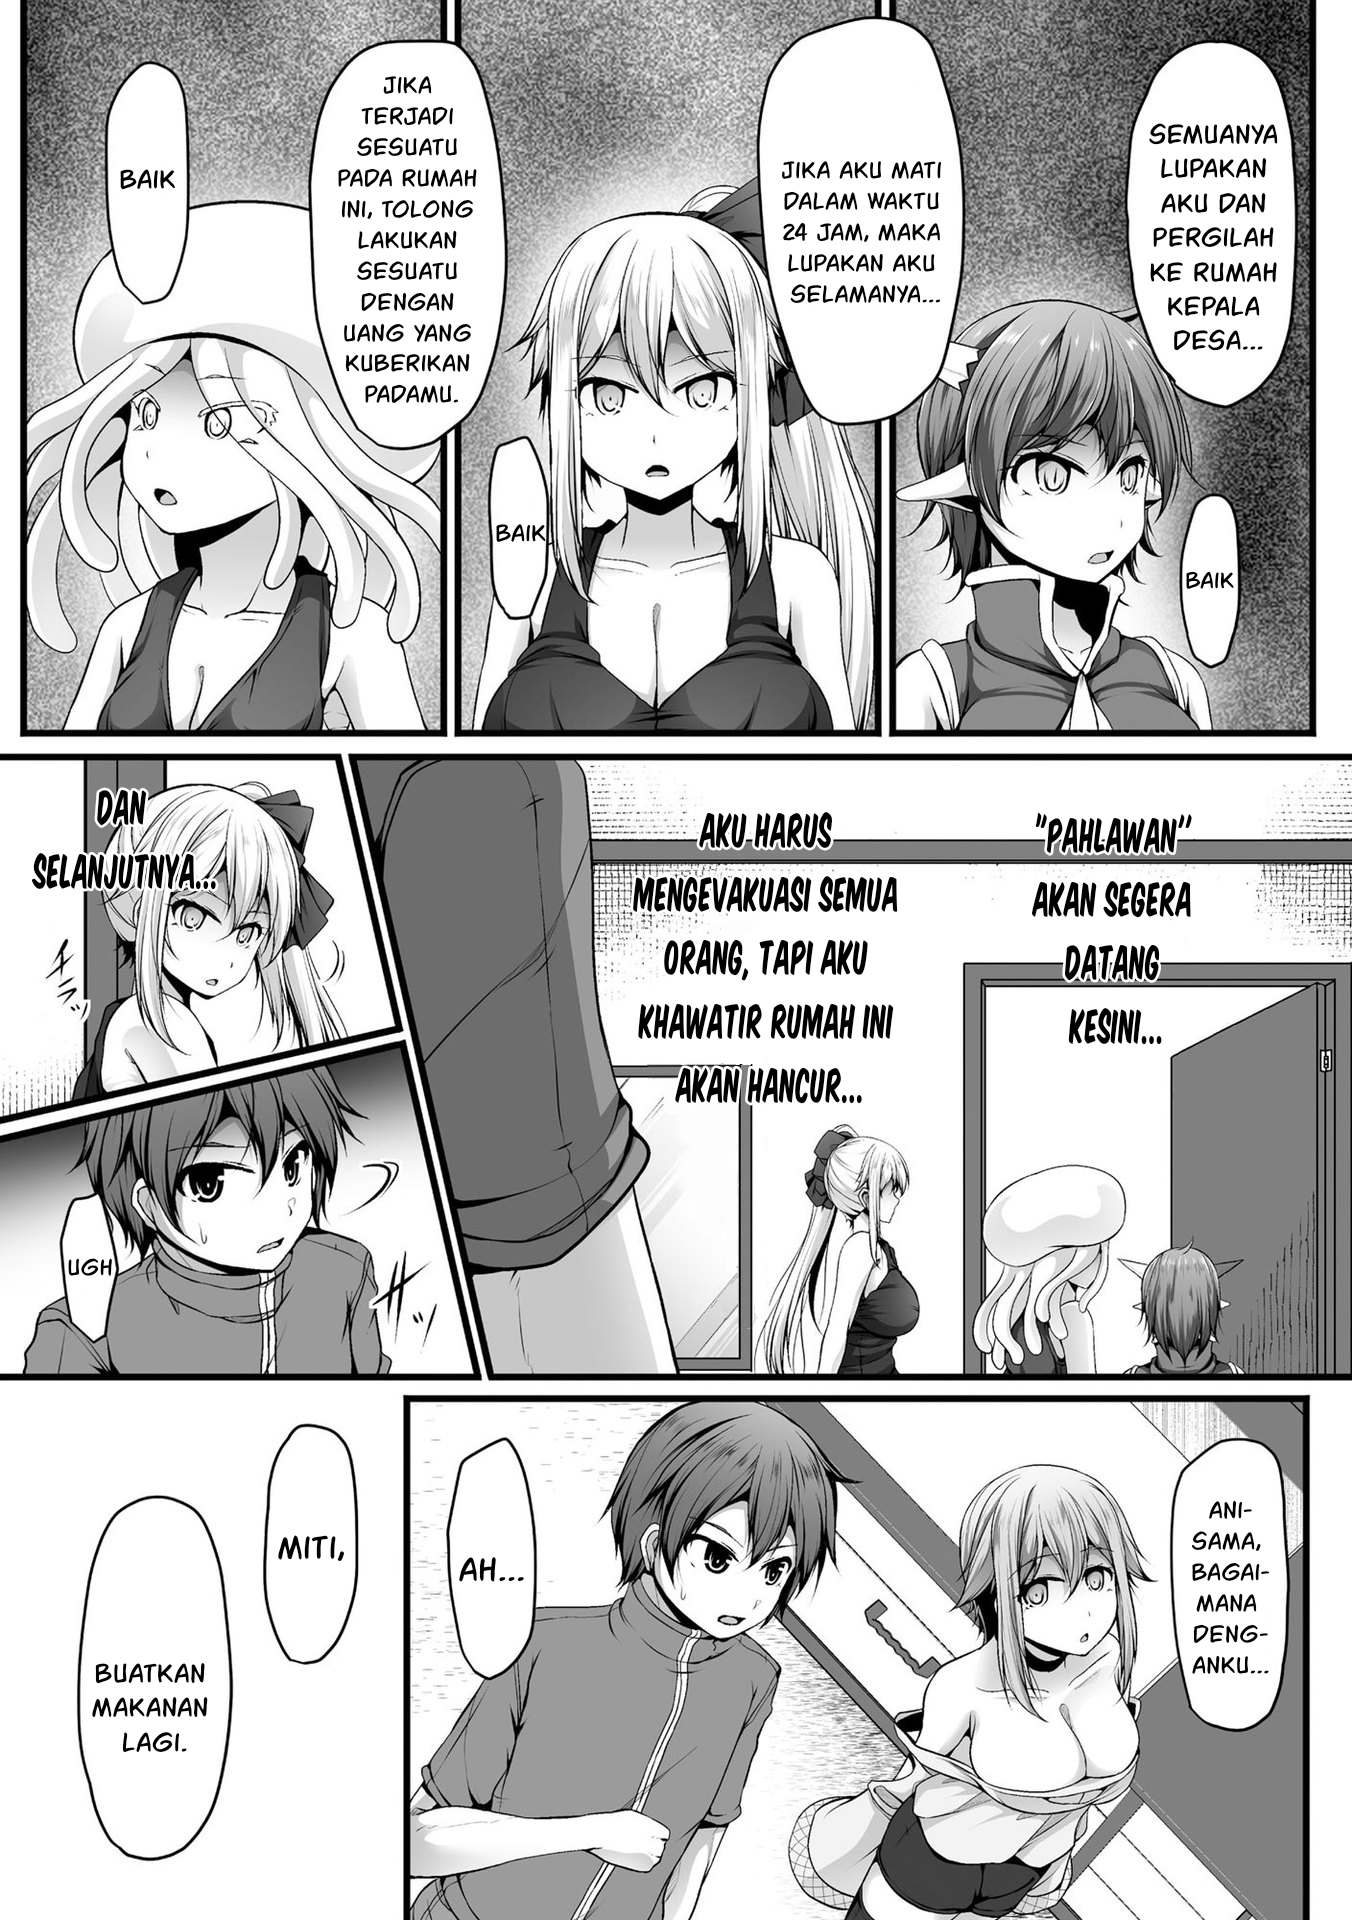 SEMUANYA
LUPAKAN
AKU DAN
PERGILAH
KE RUMAH
KEPALA
DESA...
BAIK
JIKA AKU MATI
DALAM WAKTU
24 JAM, MAKA
LUPAKAN AKU
SELAMANYA...
BAIK
JIKA
TERJADI
SESUATU
PADA RUMAH
INI, TOLONG
LAKUKAN
SESUATU
DENGAN
UANG YANG
KUBERIKAN
PADAMU.
BAIK
"PAHLAWAN"
AKAN SEGERA
DATANG
KESINI...
AKU HARUS
MENGEVAKUASI SEMUA
ORANG, TAPI AKU
KHAWATIR RUMAH INI
AKAN HANCUR...
DAN
SELANJUTNYA...
UGH
ANI-
SAMA,
BAGAI-
MANA
DENG-
ANKU...
AH...
MITI,
BUATKAN
MAKANAN
LAGI.